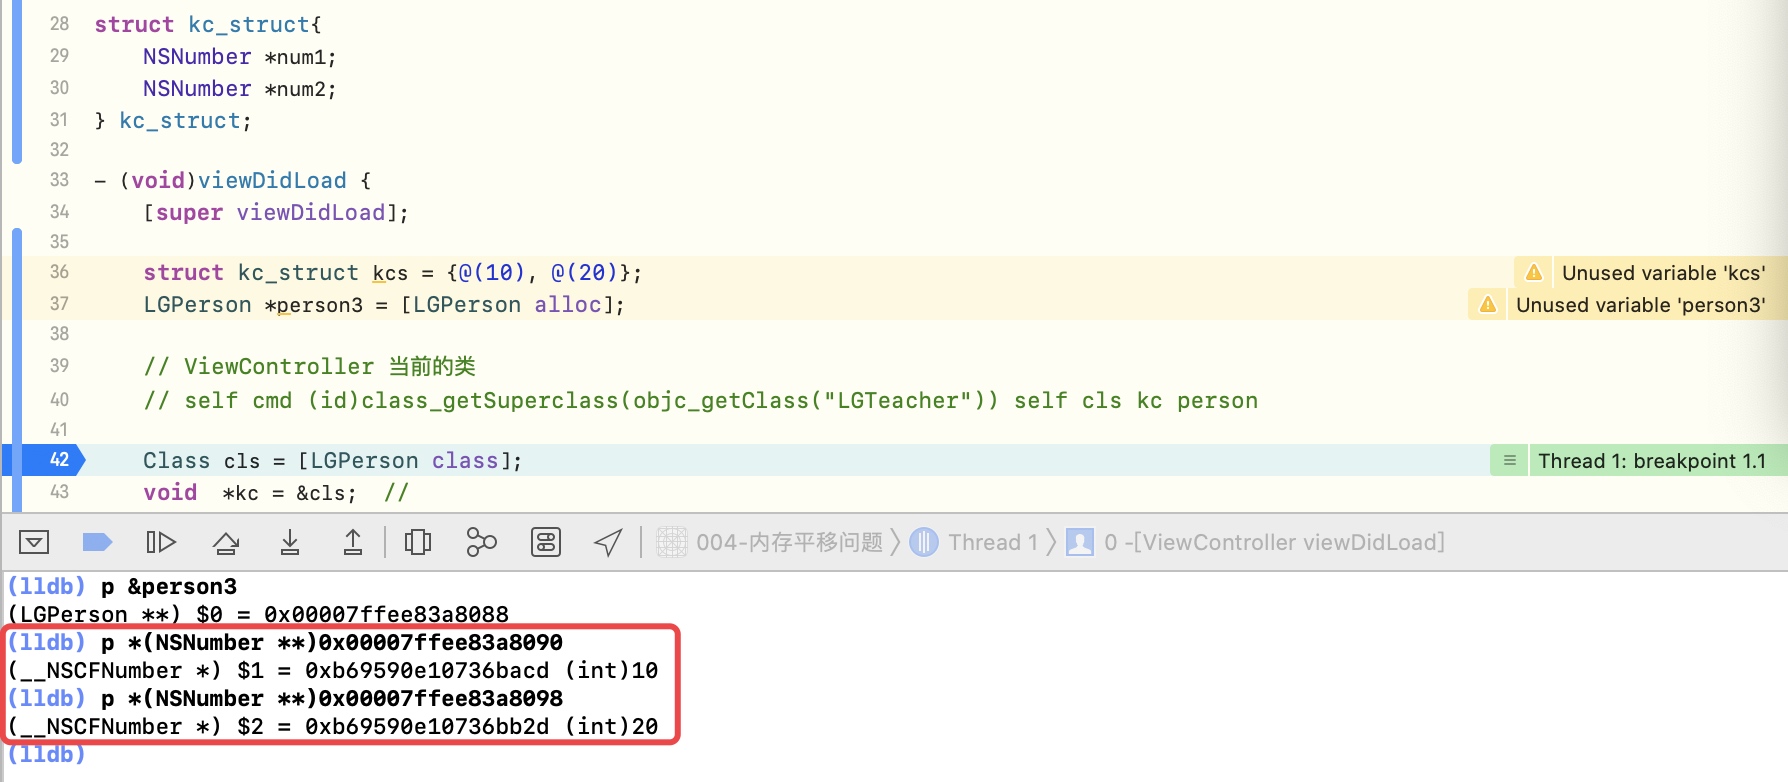 28 struct kc_struct{
29 NSNumber *num1;
30 NSNumber *num2;
31 } kc_struct;
32
33 - (void)viewDidLoad {
34 [super viewDidLoad];
35
36 struct kc_struct kcs = {@(10), @(20)}; Unused variable 'kcs'
37 LGPerson *person3 = [LGPerson alloc]; Unused variable 'person3'
38
39 // ViewController 当前的类
40 // self cmd (id)class_getSuperclass(objc_getClass("LGTeacher")) self cls kc person
41
42 Class cls = [LGPerson class]; Thread 1: breakpoint 1.1
43 void *kc = &cls; //
004-内存平移问题 Thread 1 0 -[ViewController viewDidLoad]
(lldb) p &person3
(LGPerson **) $0 = 0x00007ffee83a8088
(lldb) p *(NSNumber **)0x00007ffee83a8090
(__NSCFNumber *) $1 = 0xb69590e10736bacd (int)10
(lldb) p *(NSNumber **)0x00007ffee83a8098
(__NSCFNumber *) $2 = 0xb69590e10736bb2d (int)20
(lldb)